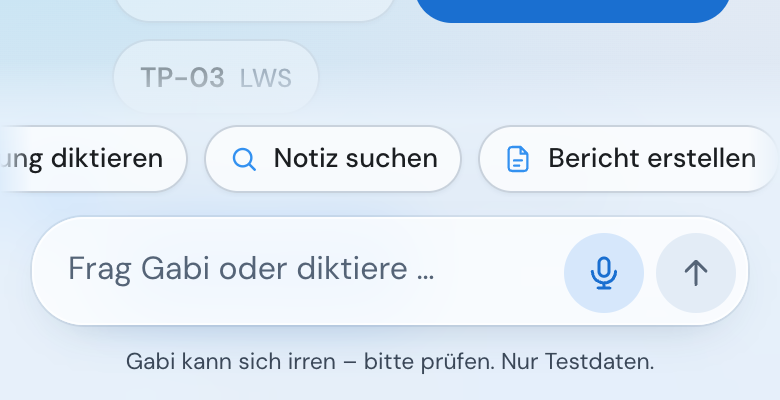 TP-03 LWS
ung diktieren
Notiz suchen
Bericht erstellen
Frag Gabi oder diktiere ...
Gabi kann sich irren – bitte prüfen. Nur Testdaten.